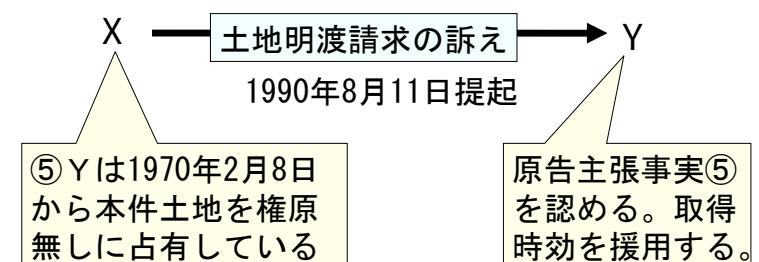 X 土地明渡請求の訴え Y
1990年8月11日提起
⑤Yは1970年2月8日
から本件土地を権原
無しに占有している
原告主張事実⑤
を認める。取得
時効を援用する。